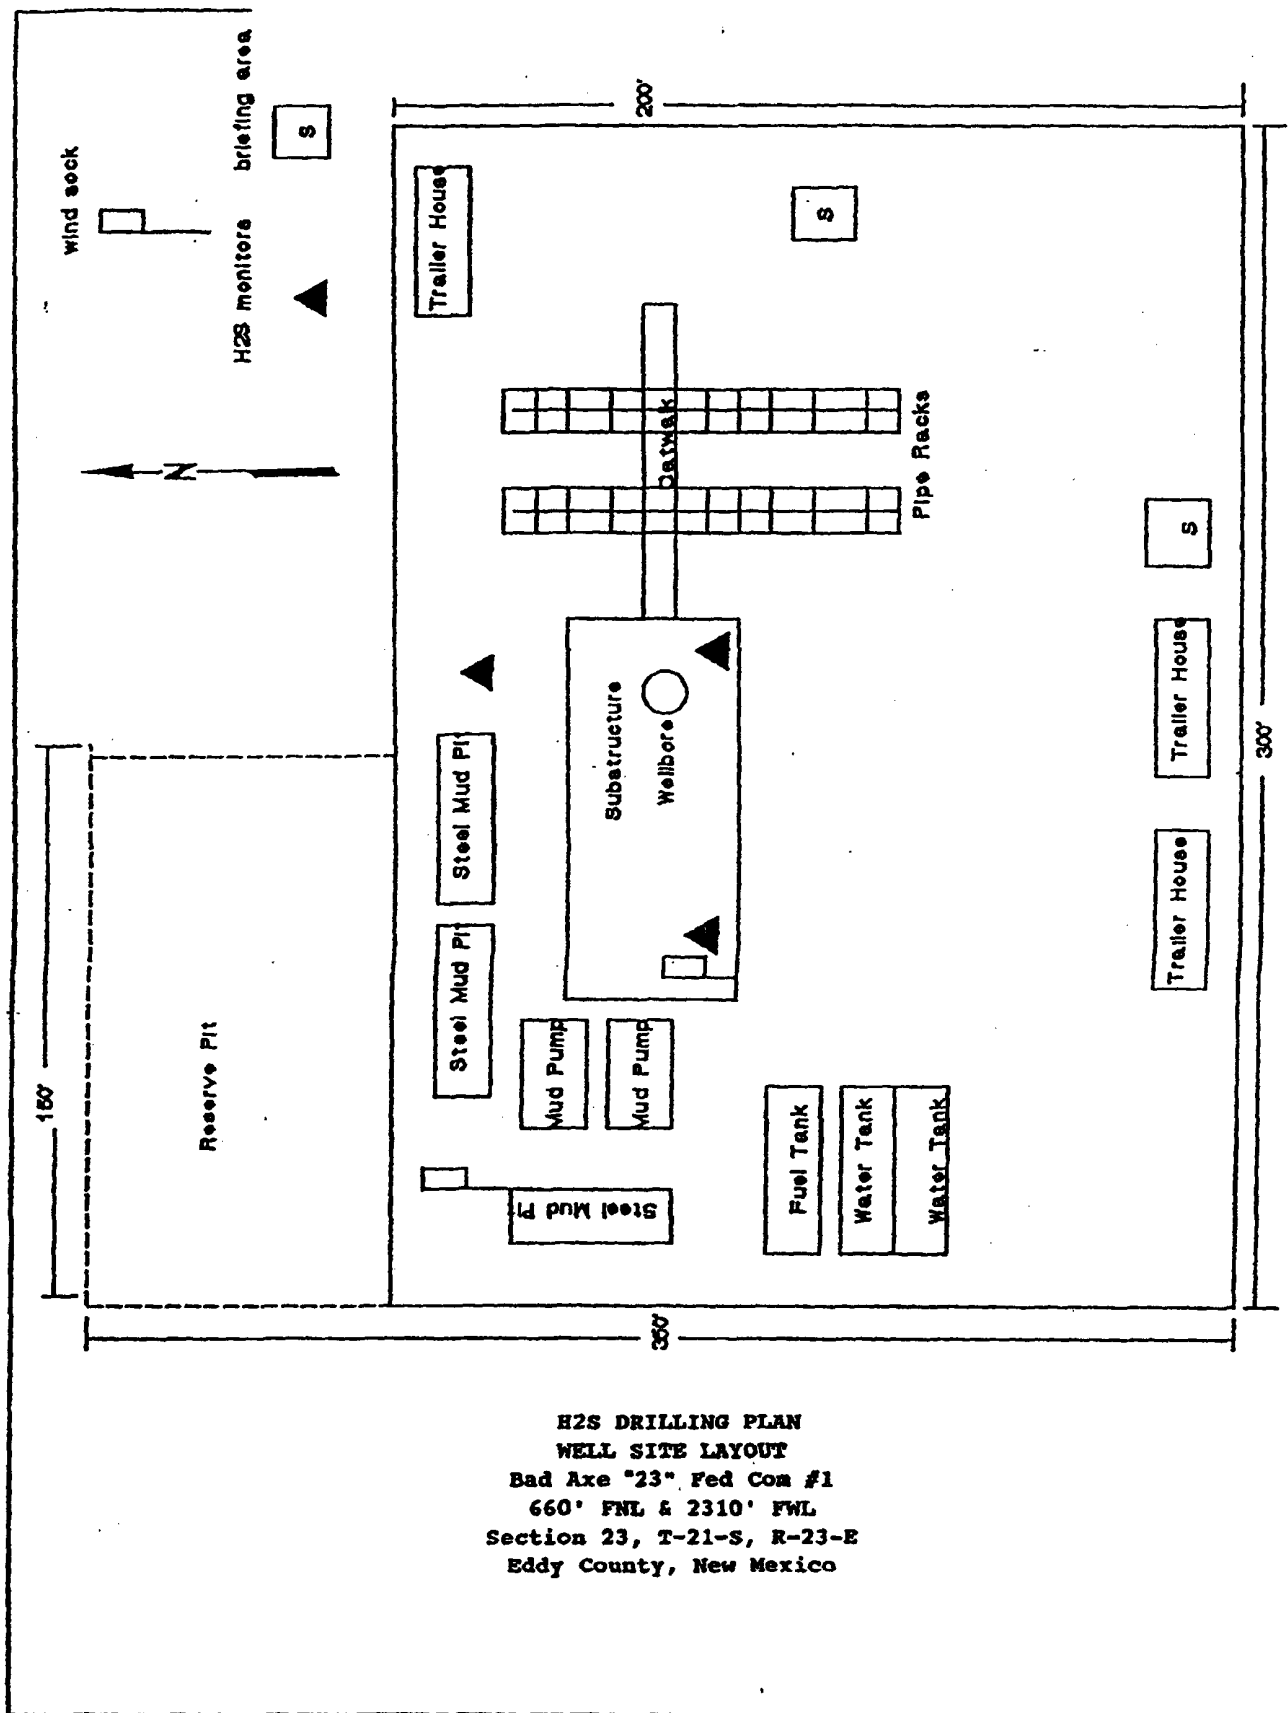 wind sock
H2S monitors
briefing area
S
N
200'
Trailer House
S
Catwalk
Pipe Racks
S
Substructure
Wellbore
Steel Mud Pit
Steel Mud Pit
Mud Pump
Mud Pump
Steel Mud Pit
Fuel Tank
Water Tank
Water Tank
Trailer House
Trailer House
300'
150'
Reserve Pit
350'
H2S DRILLING PLAN
WELL SITE LAYOUT
Bad Axe "23" Fed Com #1
660' FNL & 2310' FWL
Section 23, T-21-S, R-23-E
Eddy County, New Mexico